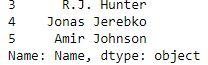 3 R.J. Hunter
4 Jonas Jerebko
5 Amir Johnson
Name: Name, dtype: object